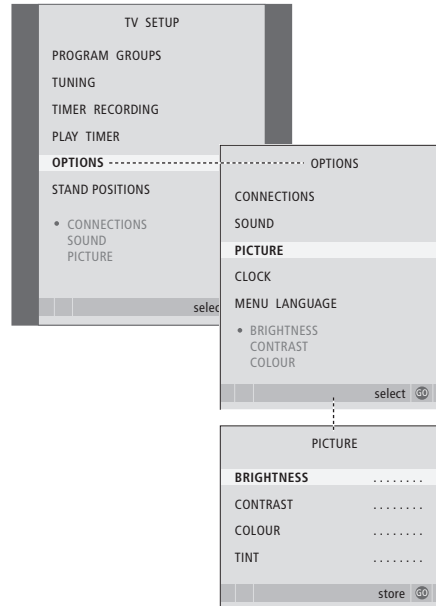 TV SETUP
PROGRAM GROUPS
TUNING
TIMER RECORDING
PLAY TIMER
OPTIONS
STAND POSITIONS
• CONNECTIONS
SOUND
PICTURE
selec
OPTIONS
CONNECTIONS
SOUND
PICTURE
CLOCK
MENU LANGUAGE
• BRIGHTNESS
CONTRAST
COLOUR
select GO
PICTURE
BRIGHTNESS ........
CONTRAST ........
COLOUR ........
TINT ........
store GO